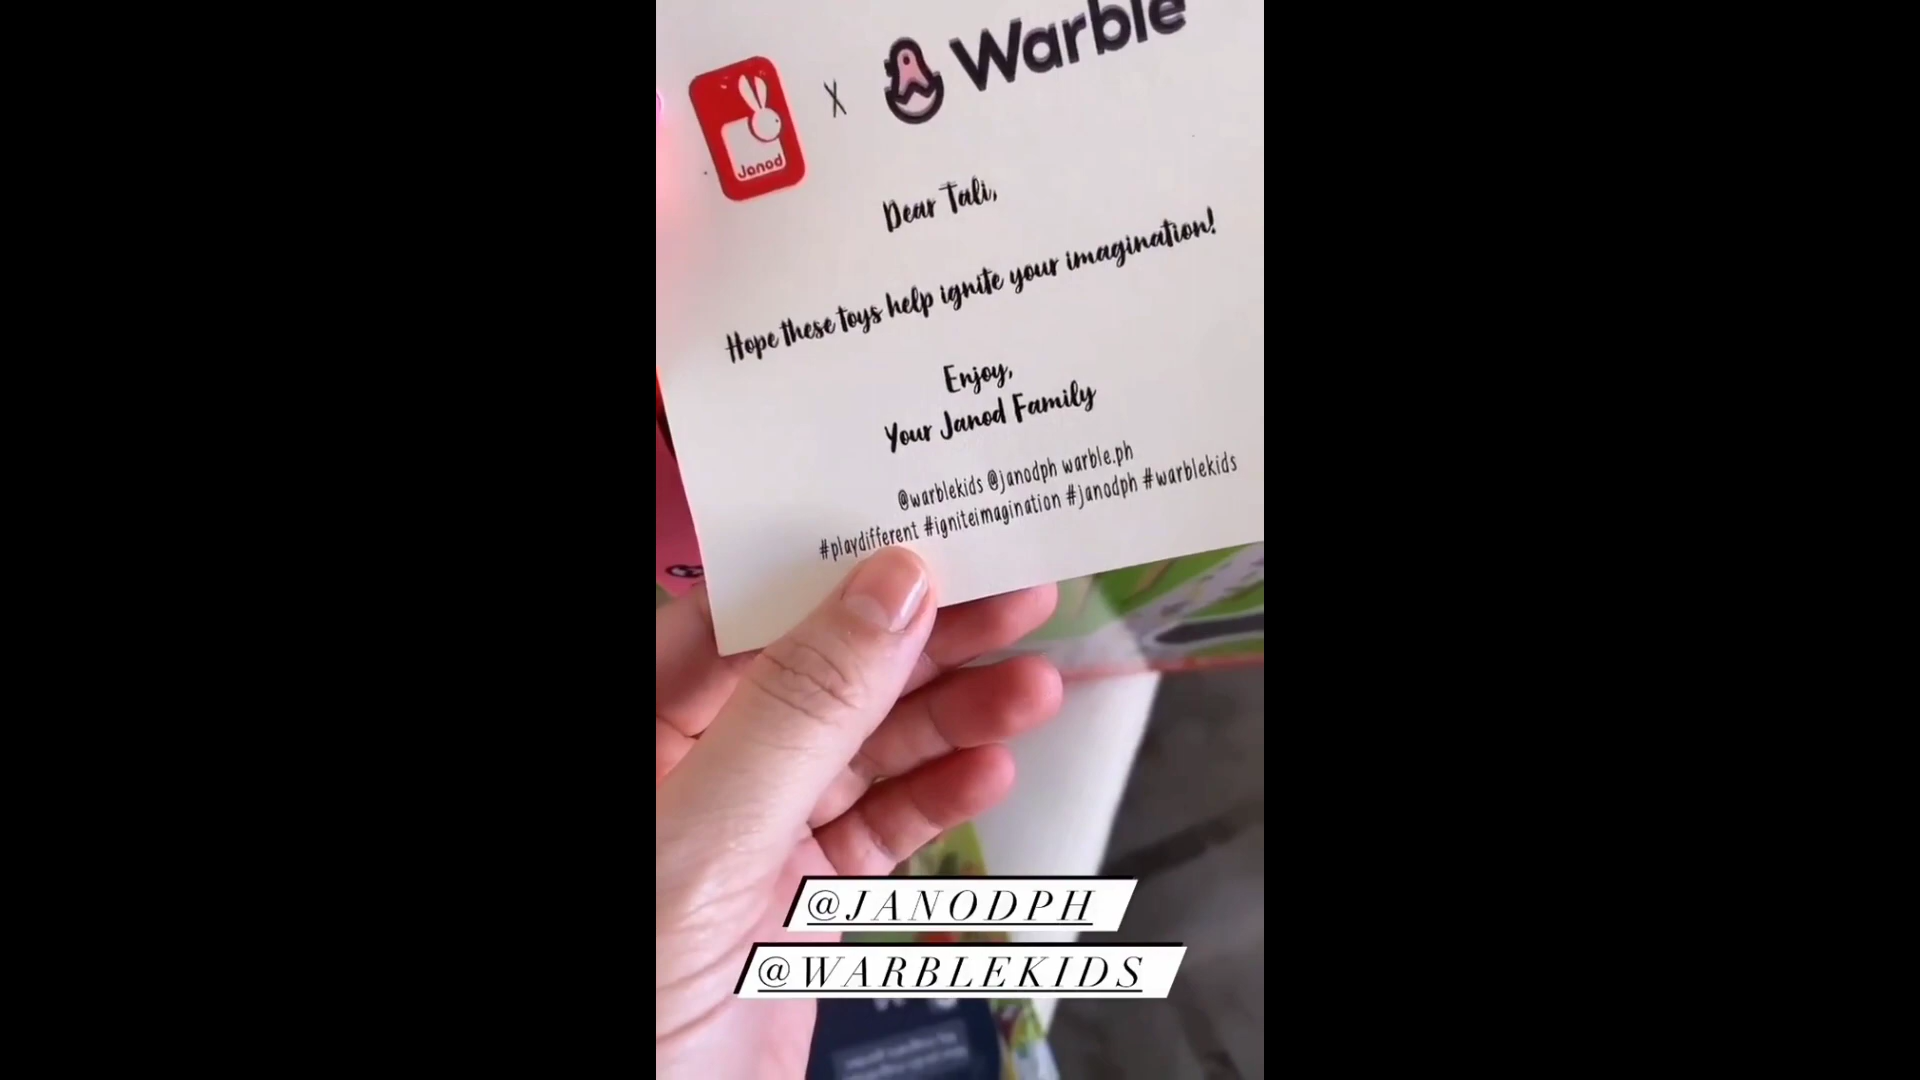 Janod
X
Warble
Dear Tali,
Hope these toys help ignite your imagination!
Enjoy,
Your Janod Family
@warblekids @janodph warble.ph
#playdifferent #igniteimagination #janodph #warblekids
@JANODPH
@WARBLEKIDS